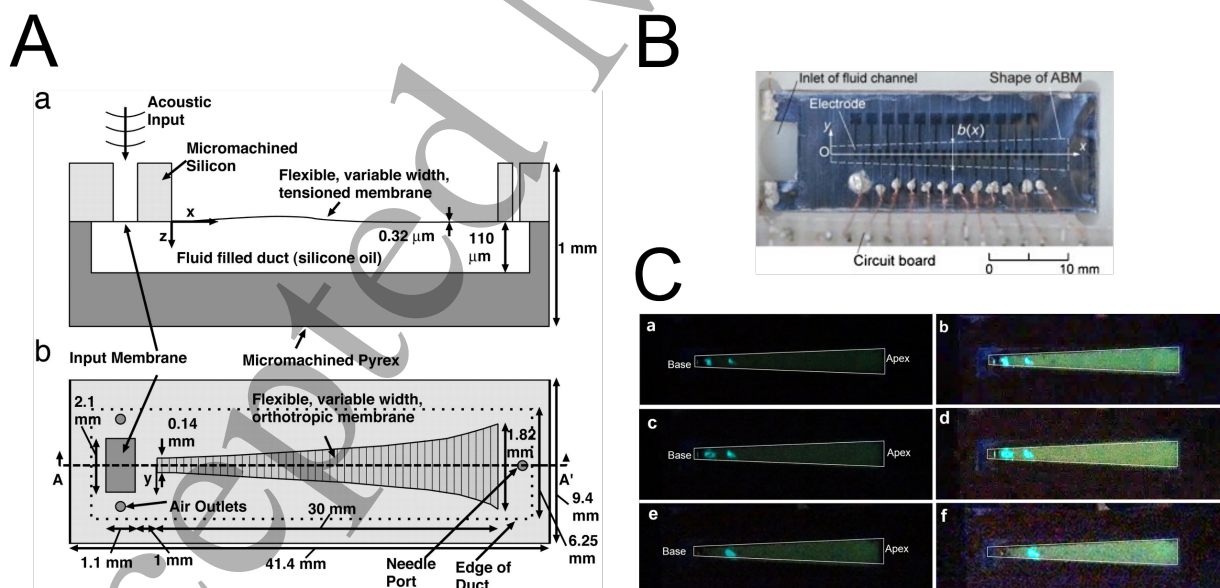 A
a
Acoustic
Input
Micromachined
Silicon
Flexible, variable width,
tensioned membrane
x
z
0.32 μm
110
μm
1 mm
Fluid filled duct (silicone oil)
b
Input Membrane
Micromachined Pyrex
2.1
mm
0.14
mm
Flexible, variable width,
orthotropic membrane
1.82
mm
A
y
A'
Air Outlets
30 mm
9.4
mm
6.25
mm
1.1 mm
1 mm
41.4 mm
Needle
Port
Edge of
Duct
B
Inlet of fluid channel
Shape of ABM
Electrode
y
b(x)
O
x
Circuit board
0
10 mm
C
a
Base
Apex
b
c
Base
Apex
d
e
Base
Apex
f
accepted M